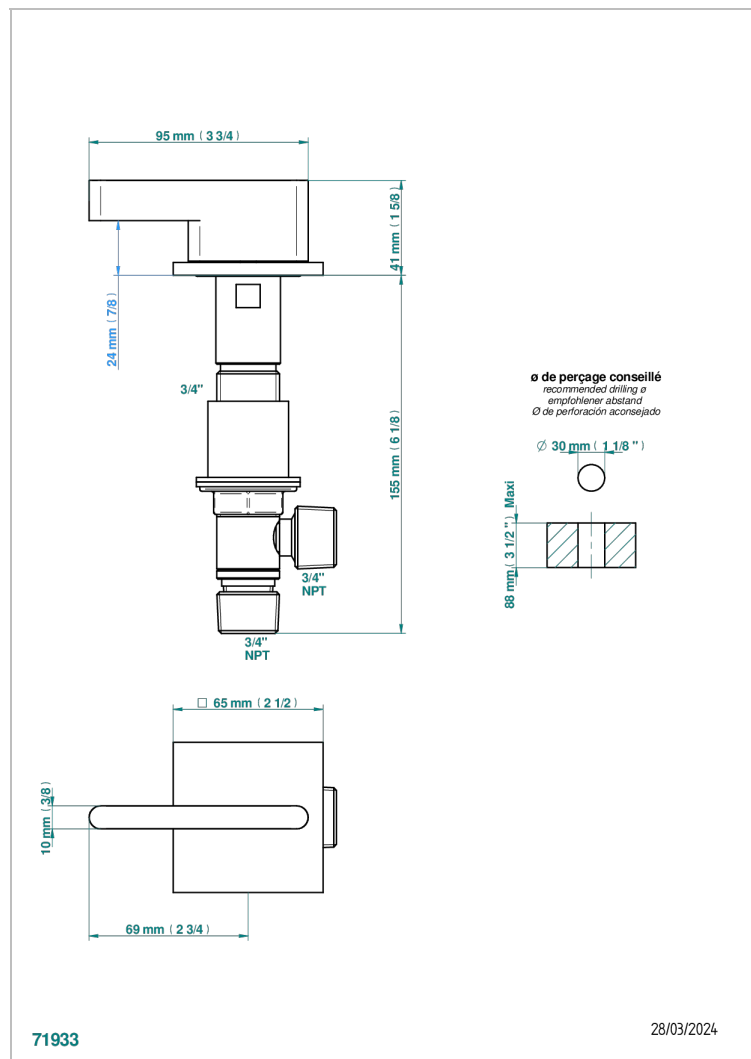 95 mm ( 3 3/4 )
41 mm ( 1 5/8 )
24 mm ( 7/8 )
3/4"
155 mm ( 6 1/8 )
3/4"
NPT
3/4"
NPT
ø de perçage conseillé
recommended drilling ø
empfohlener abstand
Ø de perforación aconsejado
∅ 30 mm ( 1 1/8 " )
88 mm ( 3 1/2 " ) Maxi
□ 65 mm ( 2 1/2 )
10 mm ( 3/8 )
69 mm ( 2 3/4 )
71933
28/03/2024